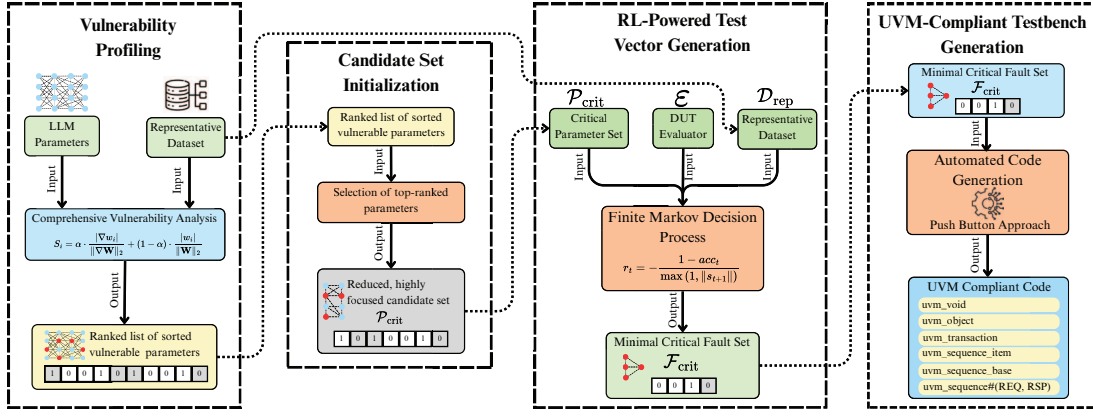 Vulnerability
Profiling
LLM
Parameters
Representative
Dataset
Input
Input
Comprehensive Vulnerability Analysis
S_i = α · |∇w_i| / ‖∇W‖_2 + (1−α) · |w_i| / ‖W‖_2
Output
Ranked list of sorted
vulnerable parameters
1 0 0 1 0 1 0 0 1 0
Candidate Set
Initialization
Ranked list of sorted
vulnerable parameters
Input
Selection of top-ranked
parameters
Output
Reduced, highly
focused candidate set
P_crit
1 0 1 0 0 1 0
RL-Powered Test
Vector Generation
P_crit
ε
D_rep
Critical
Parameter Set
DUT
Evaluator
Representative
Dataset
Input
Input
Input
Finite Markov Decision
Process
r_t = − (1 − acc_t) / max (1, ‖s_{t+1}‖)
Output
Minimal Critical Fault Set
F_crit
0 0 1 0
UVM-Compliant Testbench
Generation
Minimal Critical Fault Set
F_crit
0 0 1 0
Input
Automated Code
Generation
Push Button Approach
Output
UVM Compliant Code
uvm_void
uvm_object
uvm_transaction
uvm_sequence_item
uvm_sequence_base
uvm_sequence#(REQ, RSP)